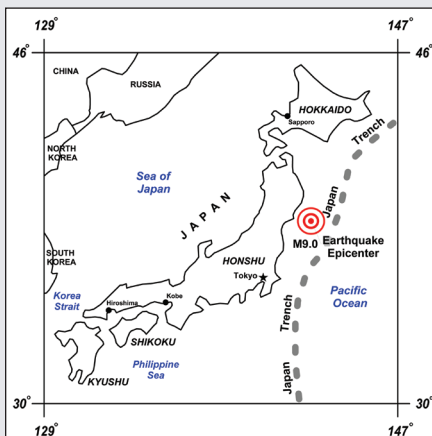 129°
147°
46°
46°
CHINA
RUSSIA
HOKKAIDO
Sapporo
Trench
NORTH
KOREA
Sea of
Japan
JAPAN
Japan
M9.0
Earthquake
Epicenter
SOUTH
KOREA
HONSHU
Tokyo
Korea
Strait
Hiroshima
Kobe
Pacific
Ocean
Trench
SHIKOKU
Philippine
Sea
KYUSHU
Japan
30°
30°
129°
147°